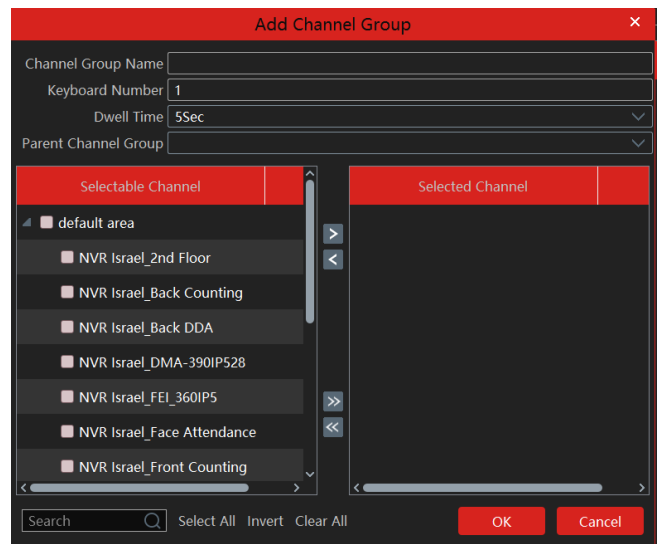 Add Channel Group
Channel Group Name
Keyboard Number 1
Dwell Time 5Sec
Parent Channel Group
Selectable Channel
default area
NVR Israel_2nd Floor
NVR Israel_Back Counting
NVR Israel_Back DDA
NVR Israel_DMA-390IP528
NVR Israel_FEI_360IP5
NVR Israel_Face Attendance
NVR Israel_Front Counting
Selected Channel
Search Select All Invert Clear All OK Cancel